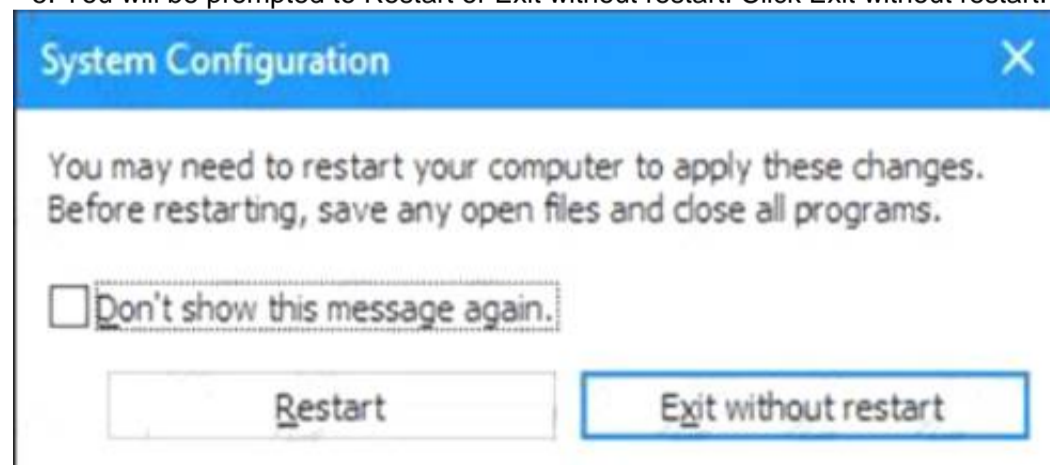 You will be prompted to Restart or Exit without restart. Click Exit without restart.
System Configuration
You may need to restart your computer to apply these changes.
Before restarting, save any open files and close all programs.
Don't show this message again.
Restart
Exit without restart